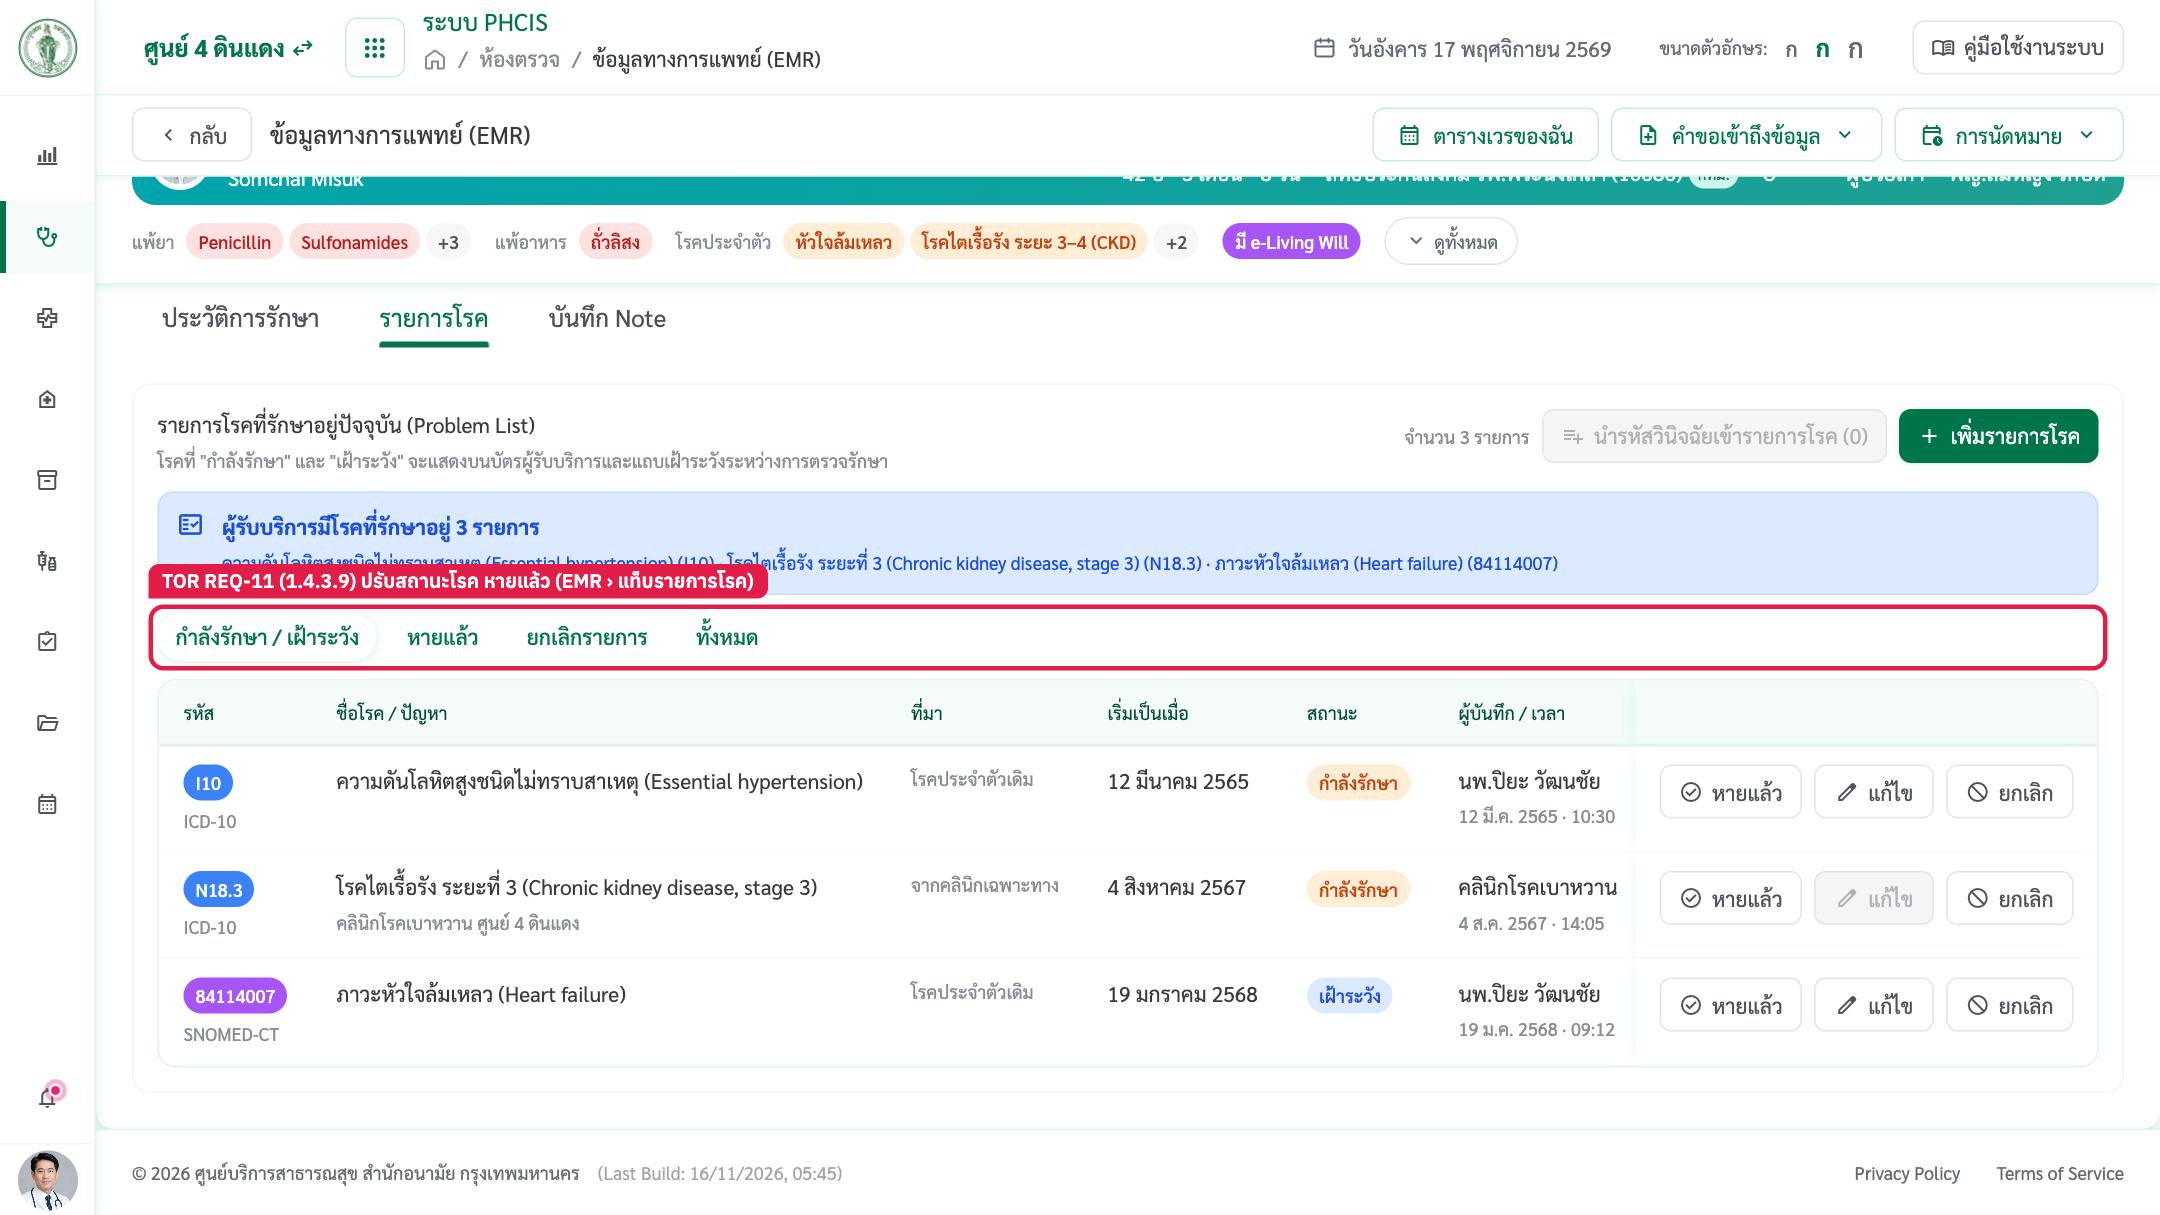 ศูนย์ 4 ดินแดง
ระบบ PHCIS
/ ห้องตรวจ / ข้อมูลทางการแพทย์ (EMR)
วันอังคาร 17 พฤศจิกายน 2569
ขนาดตัวอักษร: ก ก ก
คู่มือใช้งานระบบ
กลับ
ข้อมูลทางการแพทย์ (EMR)
ตารางเวรของฉัน
คำขอเข้าถึงข้อมูล
การนัดหมาย
Somchai Misuk
แพ้ยา Penicillin Sulfonamides +3 แพ้อาหาร ถั่วลิสง โรคประจำตัว หัวใจล้มเหลว โรคไตเรื้อรัง ระยะ 3–4 (CKD) +2 มี e-Living Will ดูทั้งหมด
ประวัติการรักษา รายการโรค บันทึก Note
รายการโรคที่รักษาอยู่ปัจจุบัน (Problem List)
โรคที่ "กำลังรักษา" และ "เฝ้าระวัง" จะแสดงบนบัตรผู้รับบริการและแถบเฝ้าระวังระหว่างการตรวจรักษา
จำนวน 3 รายการ
นำรหัสวินิจฉัยเข้ารายการโรค (0)
เพิ่มรายการโรค
ผู้รับบริการมีโรคที่รักษาอยู่ 3 รายการ
ความดันโลหิตสูงชนิดไม่ทราบสาเหตุ (Essential hypertension) (I10) · โรคไตเรื้อรัง ระยะที่ 3 (Chronic kidney disease, stage 3) (N18.3) · ภาวะหัวใจล้มเหลว (Heart failure) (84114007)
TOR REQ-11 (1.4.3.9) ปรับสถานะโรค หายแล้ว (EMR › แท็บรายการโรค)
กำลังรักษา / เฝ้าระวัง หายแล้ว ยกเลิกรายการ ทั้งหมด
รหัส ชื่อโรค / ปัญหา ที่มา เริ่มเป็นเมื่อ สถานะ ผู้บันทึก / เวลา
I10 ความดันโลหิตสูงชนิดไม่ทราบสาเหตุ (Essential hypertension) โรคประจำตัวเดิม 12 มีนาคม 2565 กำลังรักษา นพ.ปิยะ วัฒนชัย หายแล้ว แก้ไข ยกเลิก
ICD-10 12 มี.ค. 2565 · 10:30
N18.3 โรคไตเรื้อรัง ระยะที่ 3 (Chronic kidney disease, stage 3) จากคลินิกเฉพาะทาง 4 สิงหาคม 2567 กำลังรักษา คลินิกโรคเบาหวาน หายแล้ว แก้ไข ยกเลิก
ICD-10 คลินิกโรคเบาหวาน ศูนย์ 4 ดินแดง 4 ส.ค. 2567 · 14:05
84114007 ภาวะหัวใจล้มเหลว (Heart failure) โรคประจำตัวเดิม 19 มกราคม 2568 เฝ้าระวัง นพ.ปิยะ วัฒนชัย หายแล้ว แก้ไข ยกเลิก
SNOMED-CT 19 ม.ค. 2568 · 09:12
© 2026 ศูนย์บริการสาธารณสุข สำนักอนามัย กรุงเทพมหานคร (Last Build: 16/11/2026, 05:45)
Privacy Policy Terms of Service